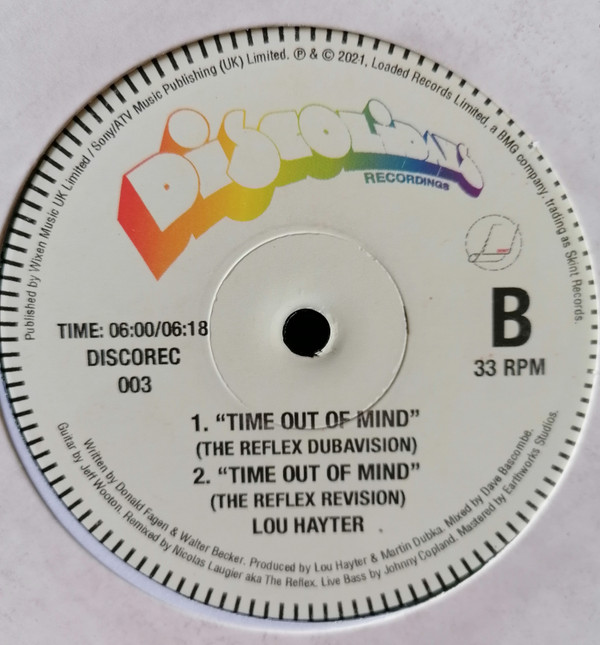 Published by Wixen Music UK Limited / Sony/ATV Music Publishing (UK) Limited. ℗ & © 2021, Loaded Records Limited, a BMG company, trading as Skint Records.
DISCOLIDAYS
RECORDINGS
B
33 RPM
TIME: 06:00/06:18
DISCOREC
003
1. “TIME OUT OF MIND”
(THE REFLEX DUBAVISION)
2. “TIME OUT OF MIND”
(THE REFLEX REVISION)
LOU HAYTER
Written by Donald Fagen & Walter Becker. Produced by Lou Hayter & Martin Dubka. Mixed by Dave Bascombe.
Guitar by Jeff Wooton. Remixed by Nicolas Laugier aka The Reflex. Live Bass by Johnny Copland. Mastered by Earthworks Studios.